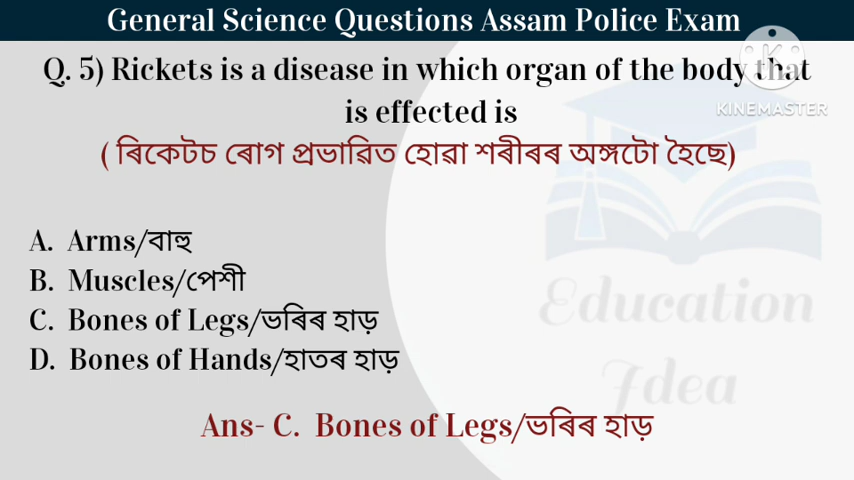 General Science Questions Assam Police Exam
Q. 5) Rickets is a disease in which organ of the body that
is effected is
( ৰিকেটচ ৰোগ প্ৰভাৱিত হোৱা শৰীৰৰ অঙ্গটো হৈছে)
A. Arms/বাহু
B. Muscles/পেশী
C. Bones of Legs/ভৰিৰ হাড়
D. Bones of Hands/হাতৰ হাড়
Ans- C. Bones of Legs/ভৰিৰ হাড়
K
KINEMASTER
Education
Idea